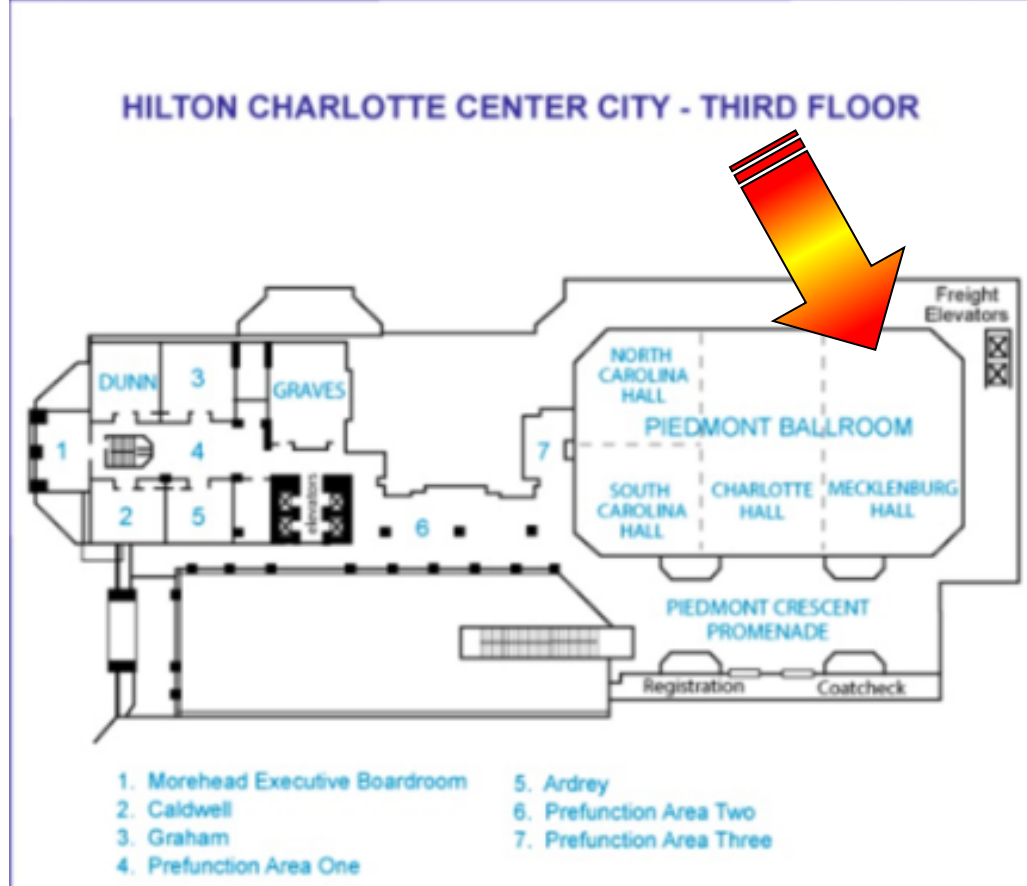 HILTON CHARLOTTE CENTER CITY - THIRD FLOOR
Freight
Elevators
NORTH
CAROLINA
HALL
DUNN
3
GRAVES
PIEDMONT BALLROOM
1
4
7
SOUTH
CAROLINA
HALL
CHARLOTTE
HALL
MECKLENBURG
HALL
elevators
2
5
6
PIEDMONT CRESCENT
PROMENADE
Registration
Coatcheck
1. Morehead Executive Boardroom
2. Caldwell
3. Graham
4. Prefunction Area One
5. Ardrey
6. Prefunction Area Two
7. Prefunction Area Three